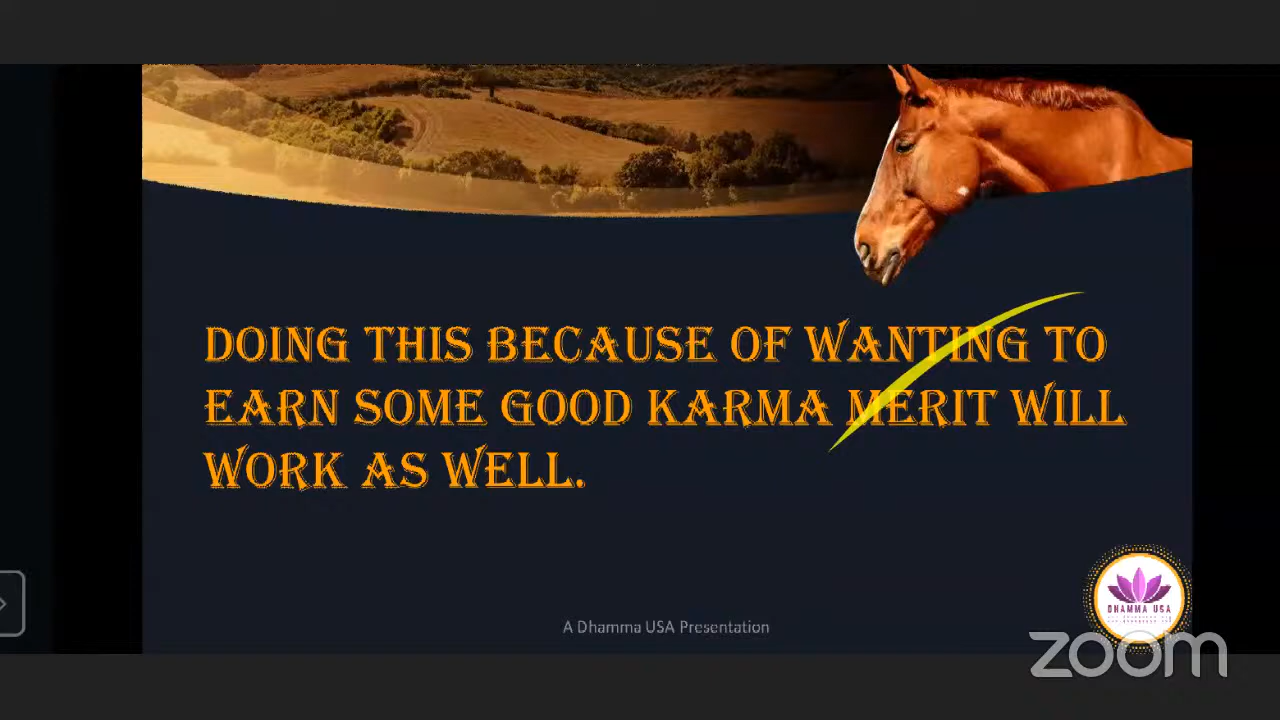 DOING THIS BECAUSE OF WANTING TO
EARN SOME GOOD KARMA MERIT WILL
WORK AS WELL.
A Dhamma USA Presentation
DHAMMA USA
zoom